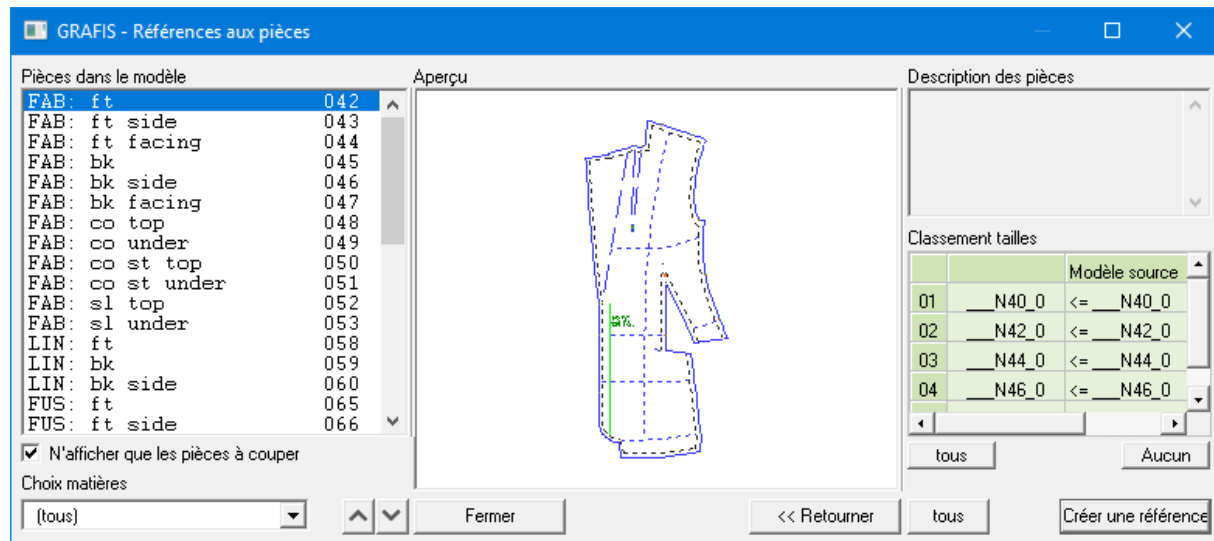 GRAFIS - Références aux pièces
Pièces dans le modèle
FAB: ft 042
FAB: ft side 043
FAB: ft facing 044
FAB: bk 045
FAB: bk side 046
FAB: bk facing 047
FAB: co top 048
FAB: co under 049
FAB: co st top 050
FAB: co st under 051
FAB: sl top 052
FAB: sl under 053
LIN: ft 058
LIN: bk 059
LIN: bk side 060
FUS: ft 065
FUS: ft side 066
N'afficher que les pièces à couper
Choix matières
(tous)
Aperçu
Fermer
<< Retourner
Description des pièces
Classement tailles
Modèle source
01 ___N40_0 <= ___N40_0
02 ___N42_0 <= ___N42_0
03 ___N44_0 <= ___N44_0
04 ___N46_0 <= ___N46_0
tous
Aucun
tous
Créer une référence